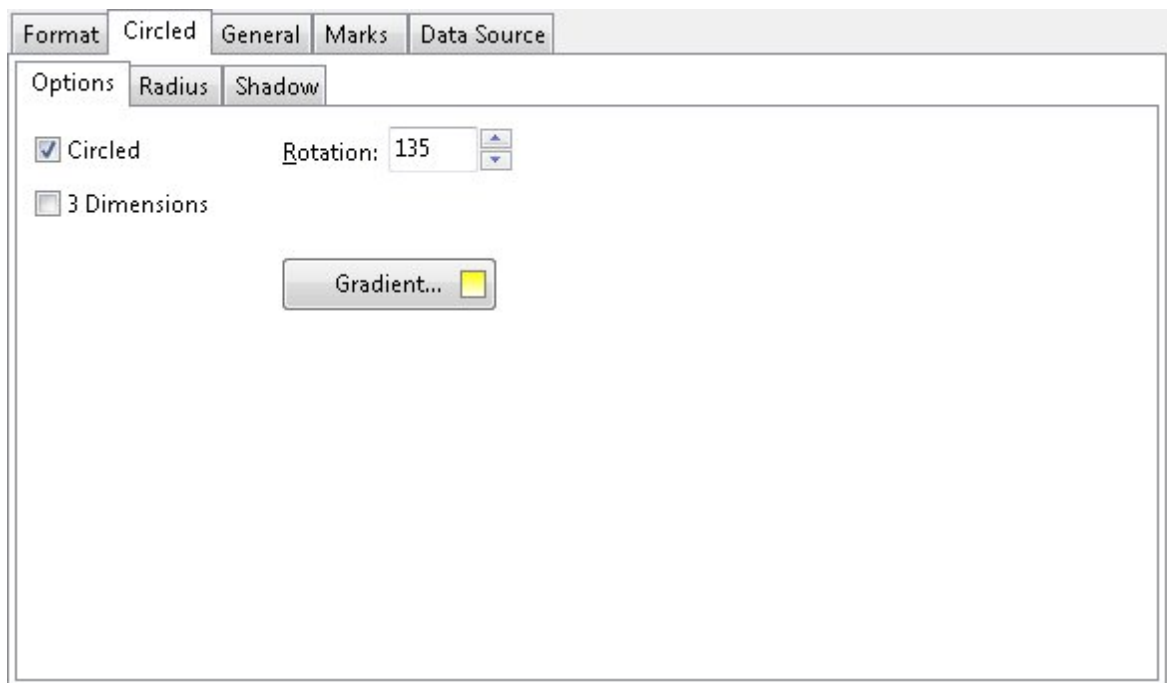 Format Circled General Marks Data Source
Options Radius Shadow
Circled Rotation: 135
3 Dimensions
Gradient...